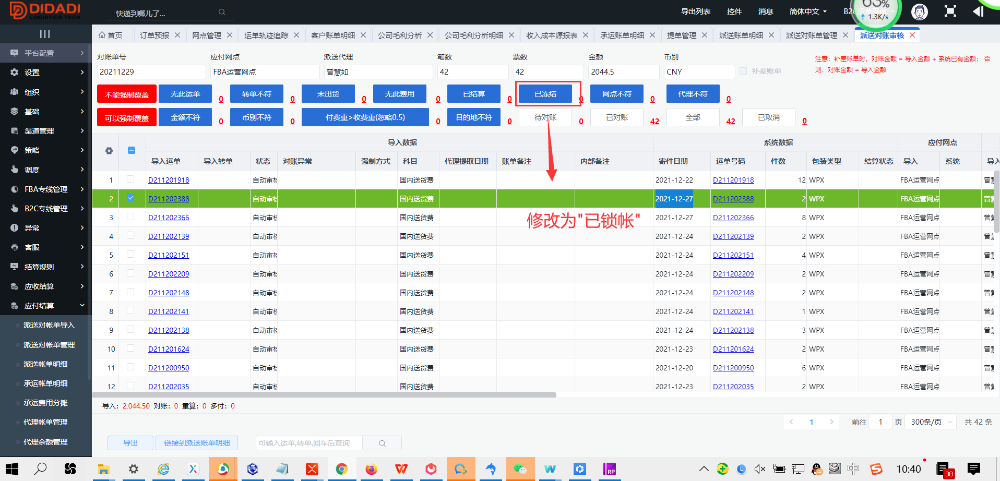 DIDADI
LOGISTICS TECH
快递到哪儿了...
导出列表 控件 消息 简体中文
63%
1.3K/s
首页 订单预报 网点管理 运单轨迹追踪 客户账单明细 公司毛利分析 公司毛利分析明细 收入成本源报表 承运账单明细 提单管理 派送账单明细 派送对账单管理 派送对账审核
平台配置
设置
组织
基础
渠道管理
策略
调度
FBA专线管理
B2C专线管理
异常
客服
结算规则
应收结算
应付结算
派送对帐单导入
派送对帐单管理
派送帐单明细
承运帐单明细
承运费用分摊
代理帐单管理
代理余额管理
对账单号 应付网点 派送代理 笔数 票数 金额 币别
20211229 FBA运营网点 曾慧如 42 42 2044.5 CNY 补差账单
注意：补差账单时，对账金额 = 导入金额 + 系统已有金额； 否
则，对账金额 = 导入金额
不能强制覆盖 无此运单 0 转单不符 0 未出货 0 无此费用 0 已结算 0 已冻结 0 网点不符 0 代理不符 0
可以强制覆盖 金额不符 0 币别不符 0 付费重>收费重(忽略0.5) 0 目的地不符 0 待对账 0 已对账 42 全部 42 已取消 0
导入数据 系统数据 应付网点
导入运单 导入转单 状态 对账异常 强制方式 科目 代理提取日期 账单备注 内部备注 寄件日期 运单号码 件数 包装类型 结算状态 导入 系统 导入
1 D211201918 自动审核 国内送货费 2021-12-22 D211201918 12 WPX FBA运营网点 曾慧
2 D211202388 自动审核 国内送货费 2021-12-27 D211202388 2 WPX FBA运营网点 曾慧
3 D211202366 自动审核 国内送货费 2021-12-27 D211202366 8 WPX FBA运营网点 曾慧
4 D211202139 自动审核 国内送货费 2021-12-24 D211202139 2 WPX FBA运营网点 曾慧
5 D211202151 自动审核 国内送货费 2021-12-24 D211202151 4 WPX FBA运营网点 曾慧
6 D211202209 自动审核 国内送货费 2021-12-24 D211202209 2 WPX FBA运营网点 曾慧
7 D211202148 自动审核 国内送货费 2021-12-24 D211202148 2 WPX FBA运营网点 曾慧
8 D211202141 自动审核 国内送货费 2021-12-24 D211202141 1 WPX FBA运营网点 曾慧
9 D211202138 自动审核 国内送货费 2021-12-24 D211202138 3 WPX FBA运营网点 曾慧
10 D211201624 自动审核 国内送货费 2021-12-23 D211201624 2 WPX FBA运营网点 曾慧
11 D211200950 自动审核 国内送货费 2021-12-20 D211200950 6 WPX FBA运营网点 曾慧
12 D211202035 自动审核 国内送货费 2021-12-23 D211202035 2 WPX FBA运营网点 曾慧
修改为"已锁帐"
导入：2,044.50 对账：0 重算：0 多付：0
1 前往 1 页 300条/页 共 42 条
导出 链接到派送账单明细 可输入运单,转单,回车后查询
中 10:40 38